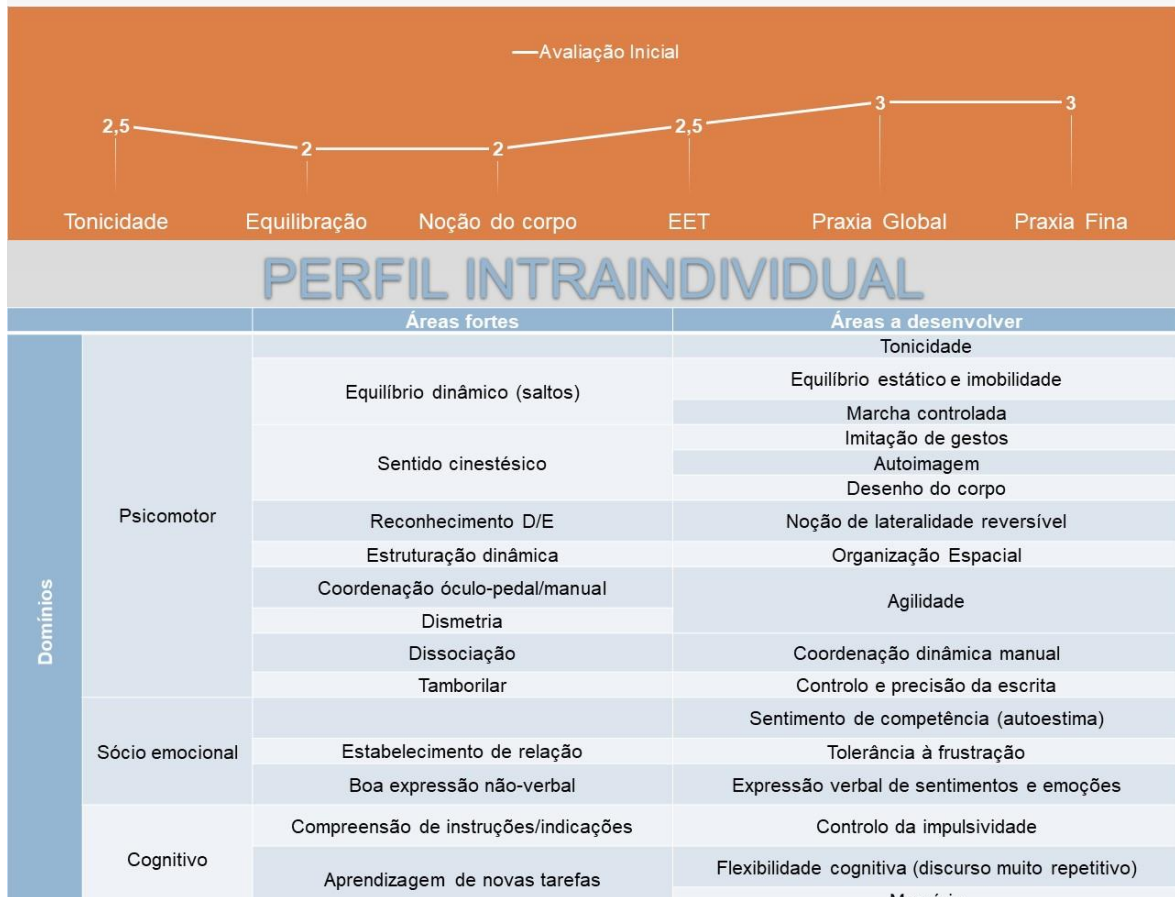 Avaliação Inicial
2,5
2
2
2,5
3
3
Tonicidade Equilibração Noção do corpo EET Praxia Global Praxia Fina
PERFIL INTRAINDIVIDUAL
Áreas fortes Áreas a desenvolver
Domínios
Psicomotor
Tonicidade
Equilíbrio dinâmico (saltos)
Equilíbrio estático e imobilidade
Marcha controlada
Sentido cinestésico
Imitação de gestos
Autoimagem
Desenho do corpo
Reconhecimento D/E Noção de lateralidade reversível
Estruturação dinâmica Organização Espacial
Coordenação óculo-pedal/manual
Agilidade
Dismetria
Dissociação Coordenação dinâmica manual
Tamborilar Controlo e precisão da escrita
Sócio emocional
Sentimento de competência (autoestima)
Estabelecimento de relação Tolerância à frustração
Boa expressão não-verbal Expressão verbal de sentimentos e emoções
Cognitivo
Compreensão de instruções/indicações Controlo da impulsividade
Aprendizagem de novas tarefas
Flexibilidade cognitiva (discurso muito repetitivo)